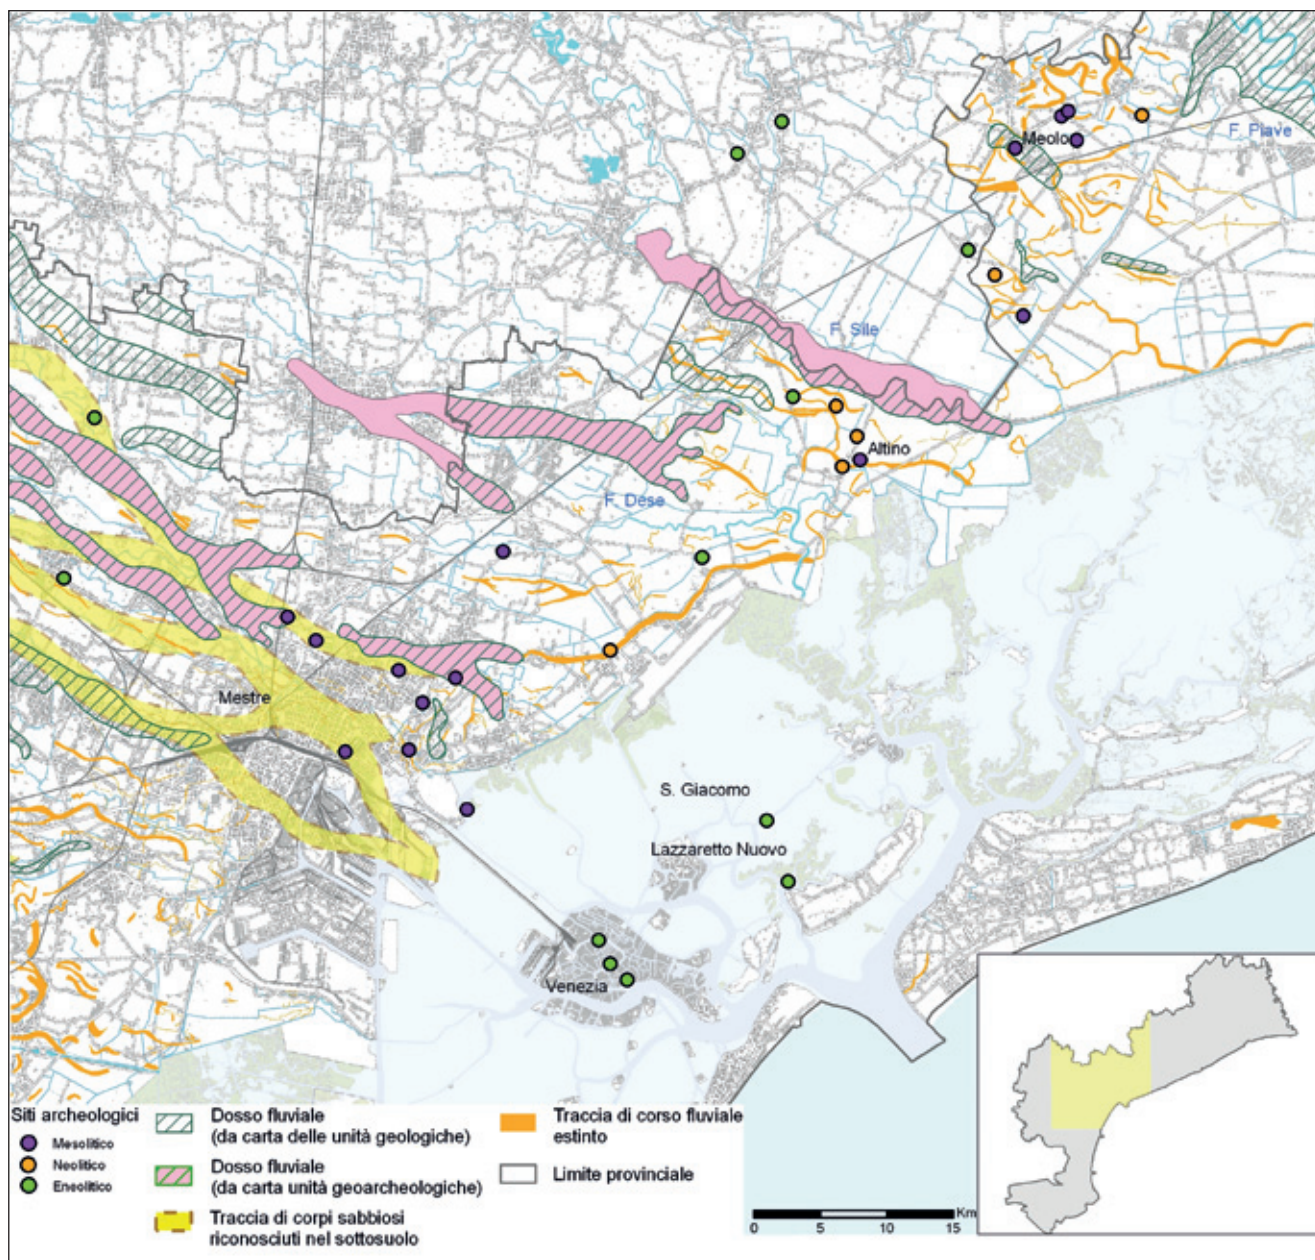 Meolo
F. Piave
F. Sile
Altino
F. Dese
Mestre
S. Giacomo
Lazzaretto Nuovo
Venezia
Siti archeologici
Mesolitico
Neolitico
Eneolitico
Dosso fluviale
(da carta delle unità geologiche)
Dosso fluviale
(da carta unità geoarcheologiche)
Traccia di corpi sabbiosi
riconosciuti nel sottosuolo
Traccia di corso fluviale
estinto
Limite provinciale
Km
0 5 10 15